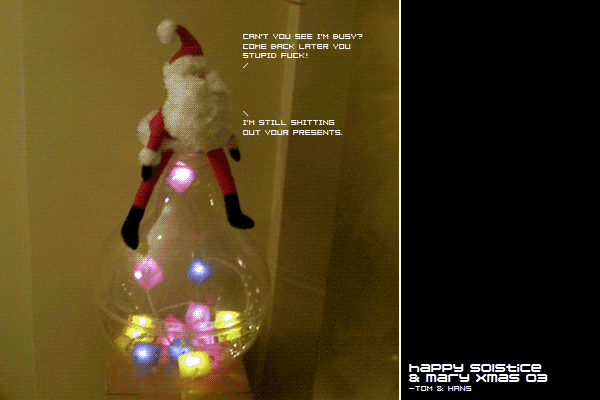 CAN'T YOU SEE I'M BUSY?
COME BACK LATER YOU
STUPID FUCK!
I'M STILL SHITTING
OUT YOUR PRESENTS.
HAPPY SOLSTICE
& MARY XMAS 03
-TOM & HANS